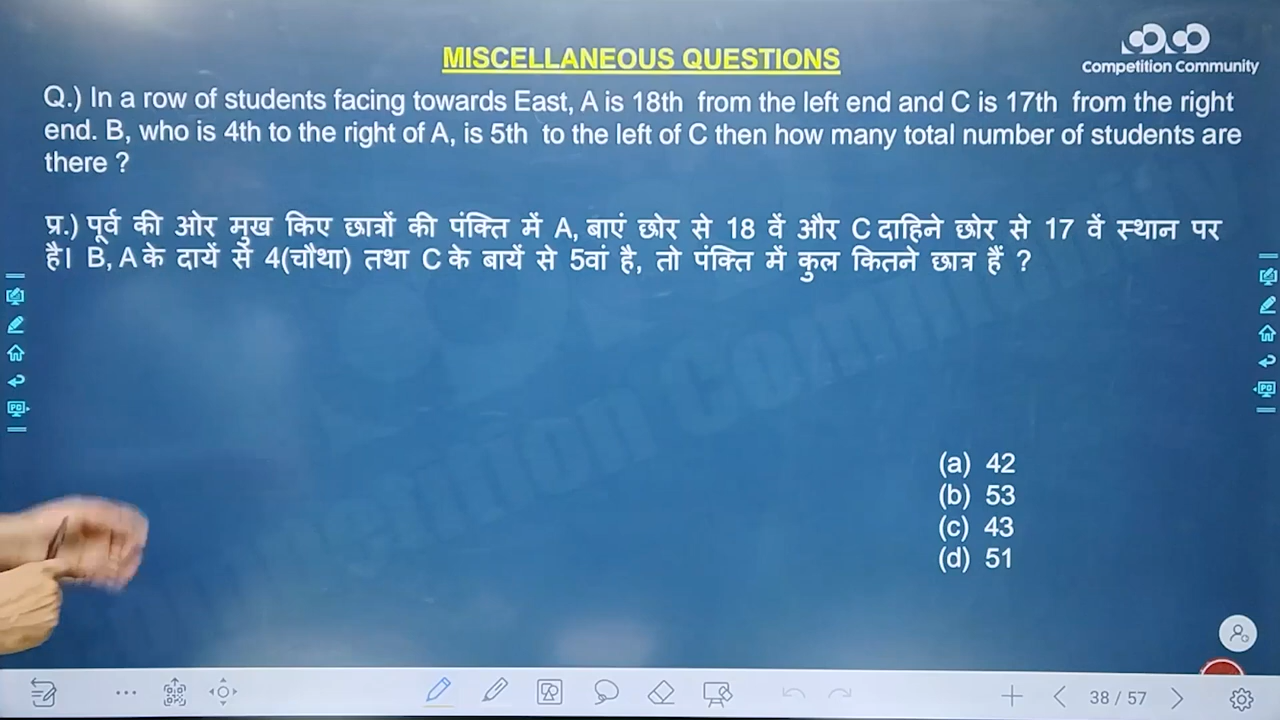 MISCELLANEOUS QUESTIONS
Competition Community
Q.) In a row of students facing towards East, A is 18th from the left end and C is 17th from the right
end. B, who is 4th to the right of A, is 5th to the left of C then how many total number of students are
there ?
प्र.) पूर्व की ओर मुख किए छात्रों की पंक्ति में A, बाएं छोर से 18 वें और C दाहिने छोर से 17 वें स्थान पर
है। B, A के दायें से 4(चौथा) तथा C के बायें से 5वां है, तो पंक्ति में कुल कितने छात्र हैं ?
(a) 42
(b) 53
(c) 43
(d) 51
38 / 57